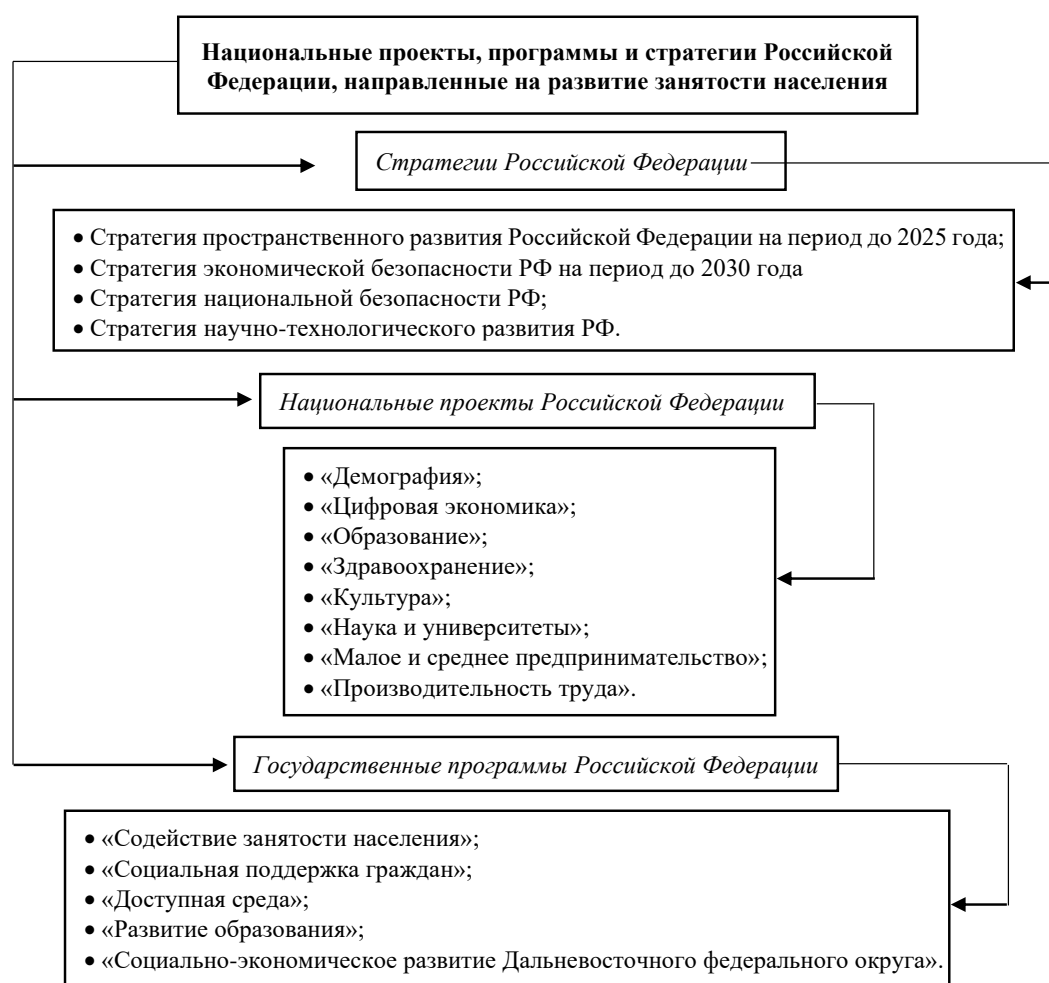 Национальные проекты, программы и стратегии Российской
Федерации, направленные на развитие занятости населения
Стратегии Российской Федерации
• Стратегия пространственного развития Российской Федерации на период до 2025 года;
• Стратегия экономической безопасности РФ на период до 2030 года
• Стратегия национальной безопасности РФ;
• Стратегия научно-технологического развития РФ.
Национальные проекты Российской Федерации
• «Демография»;
• «Цифровая экономика»;
• «Образование»;
• «Здравоохранение»;
• «Культура»;
• «Наука и университеты»;
• «Малое и среднее предпринимательство»;
• «Производительность труда».
Государственные программы Российской Федерации
• «Содействие занятости населения»;
• «Социальная поддержка граждан»;
• «Доступная среда»;
• «Развитие образования»;
• «Социально-экономическое развитие Дальневосточного федерального округа».